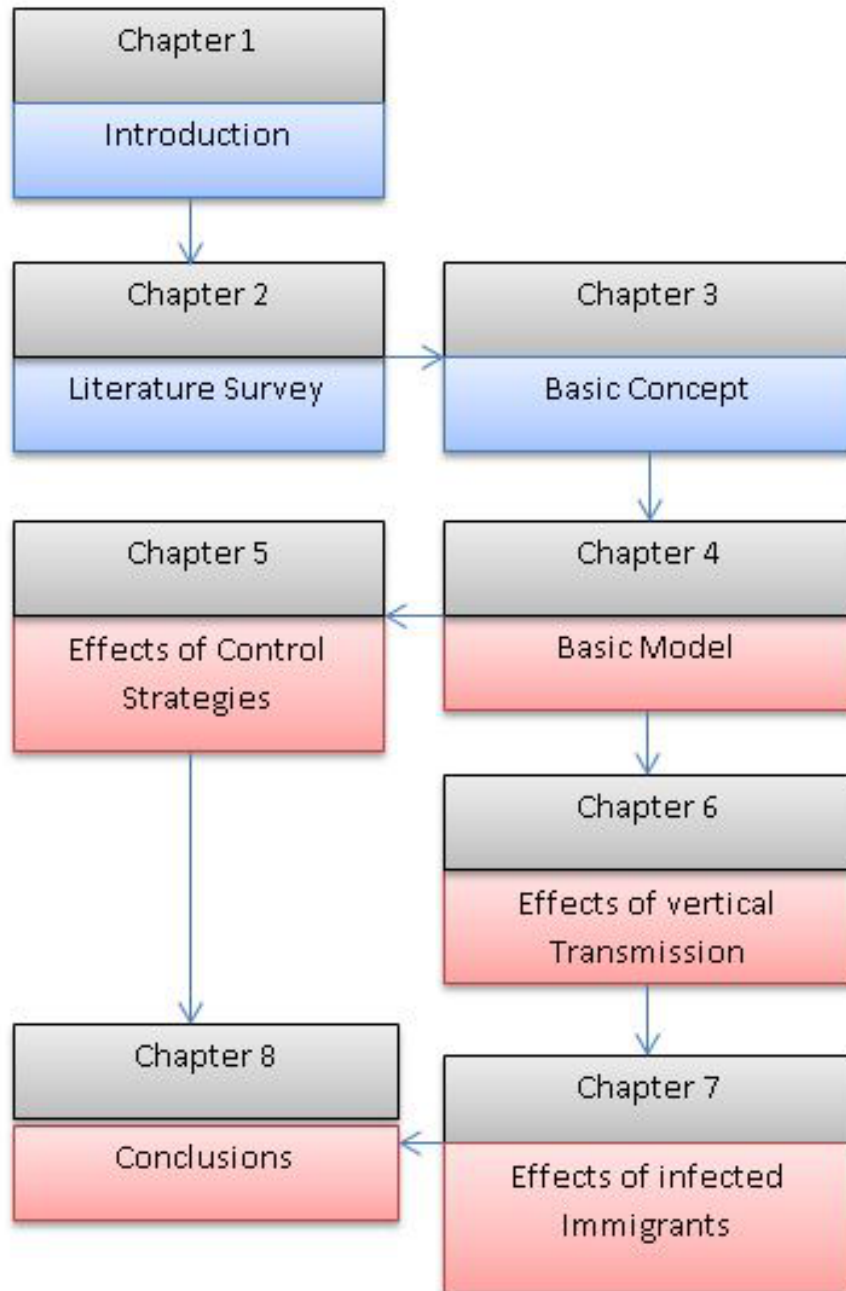 Chapter 1
Introduction
Chapter 2
Literature Survey
Chapter 3
Basic Concept
Chapter 5
Effects of Control
Strategies
Chapter 4
Basic Model
Chapter 6
Effects of vertical
Transmission
Chapter 8
Conclusions
Chapter 7
Effects of infected
Immigrants